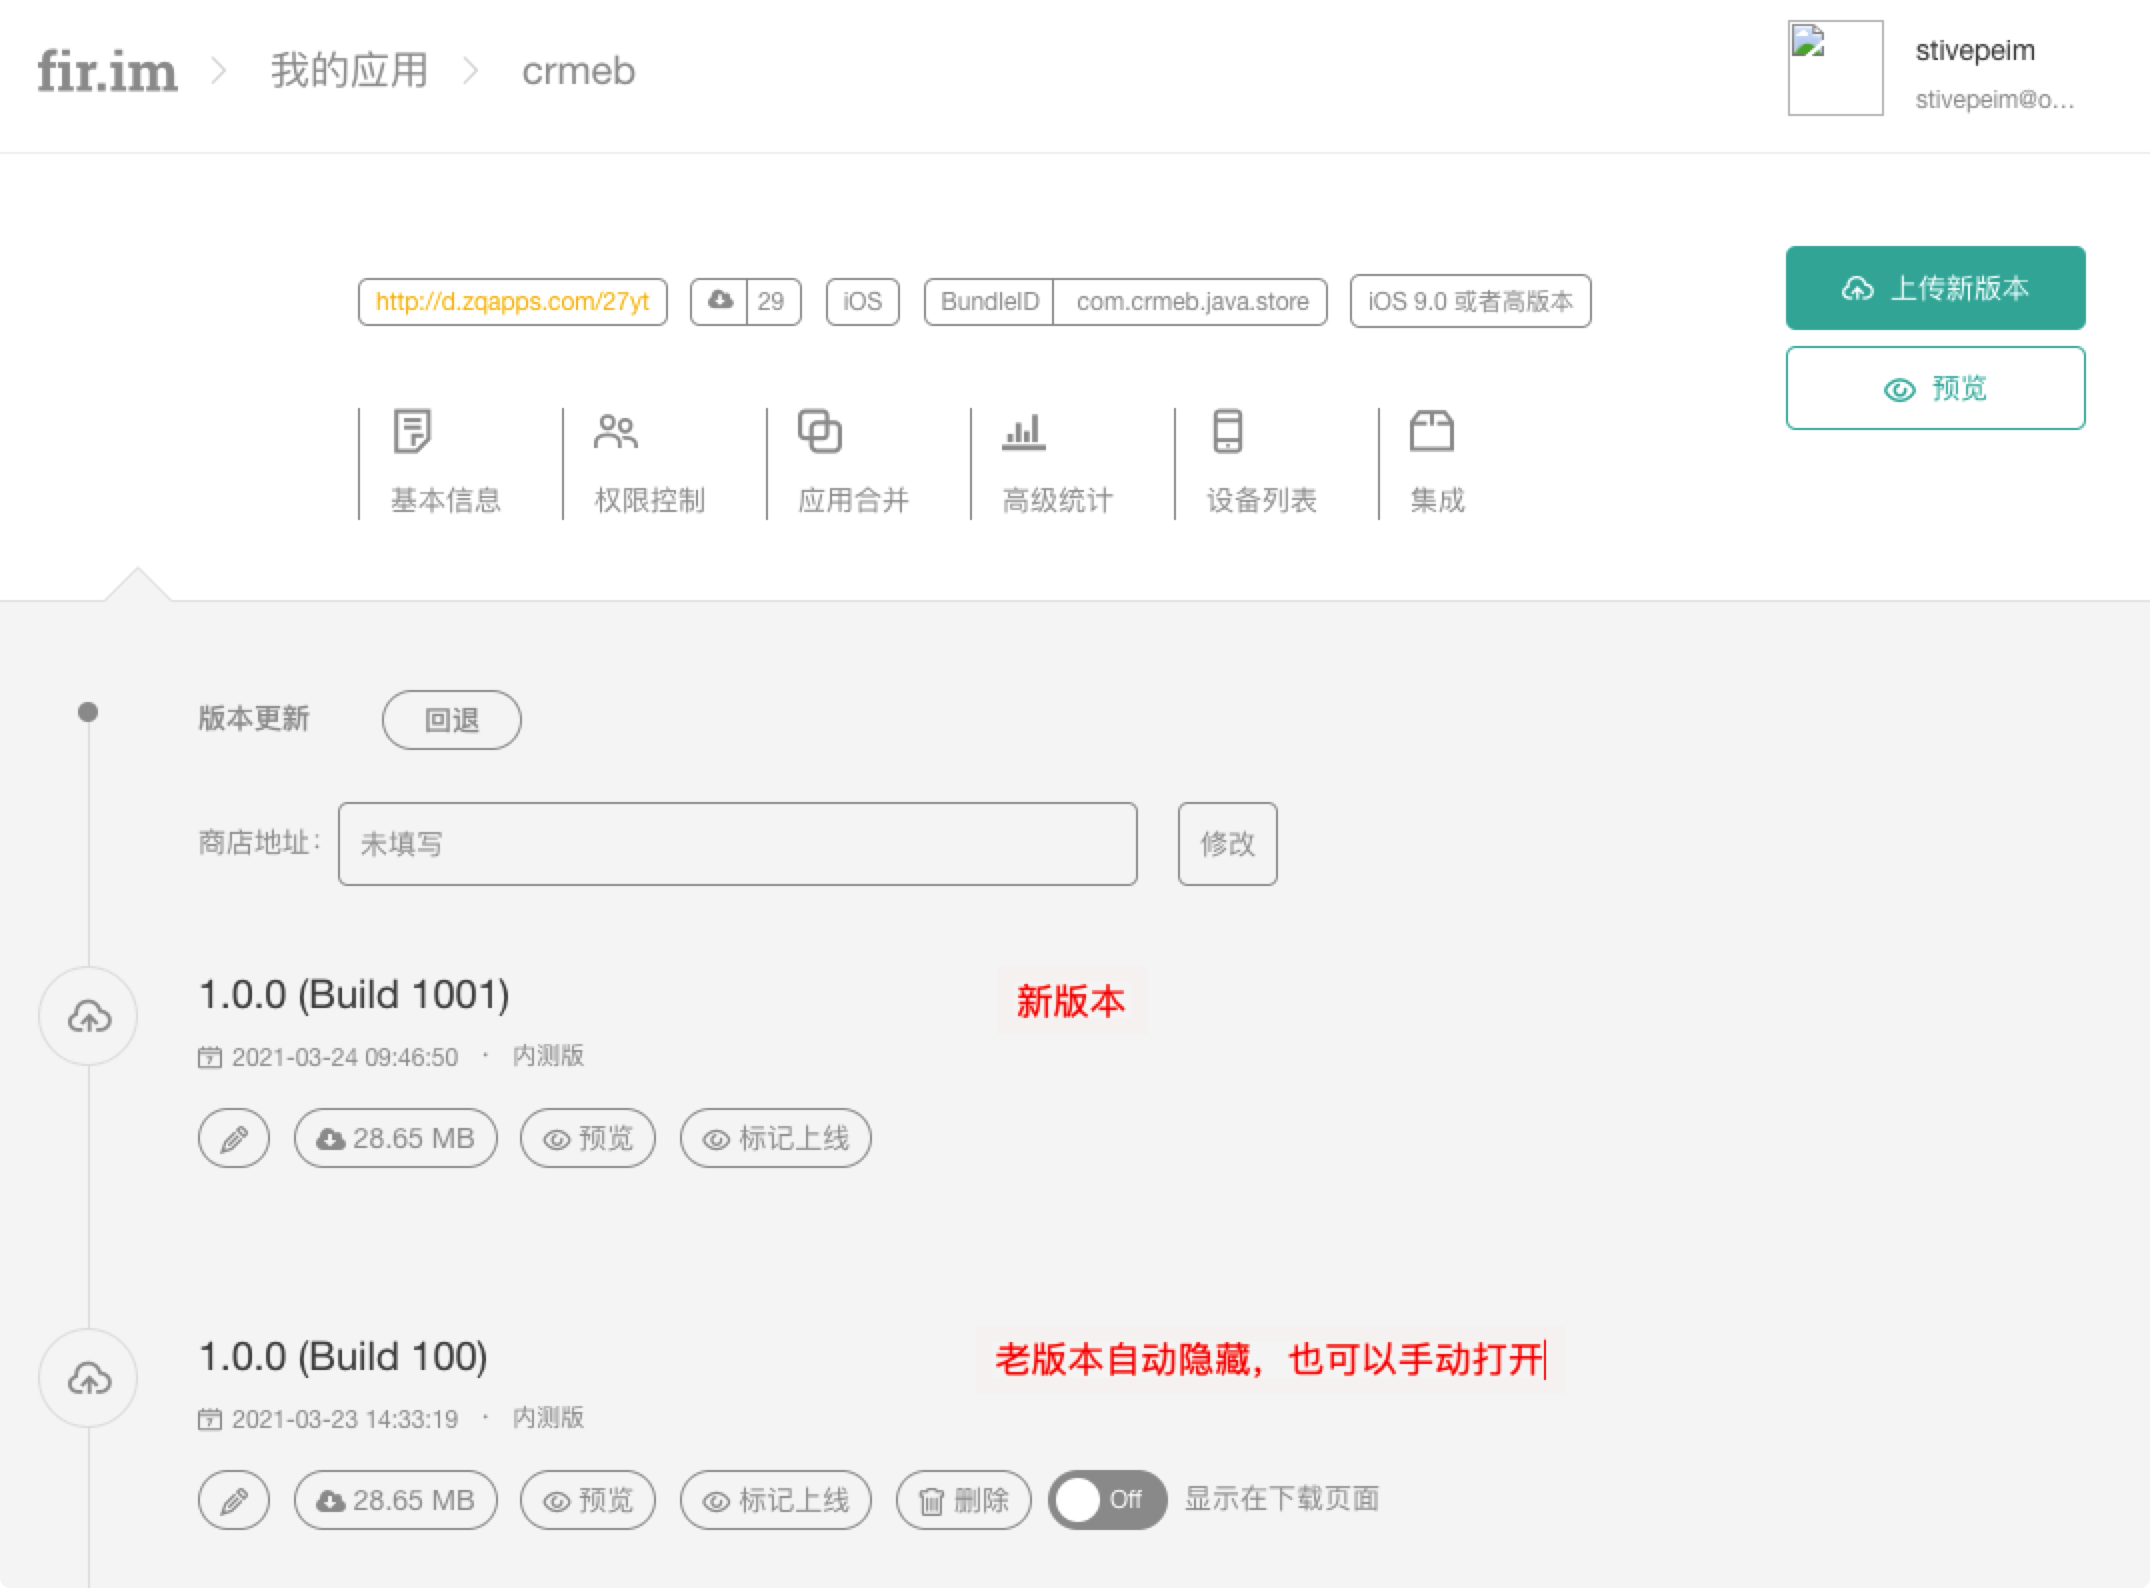 fir.im 我的应用 crmeb
stivepeim
stivepeim@o...
http://d.zqapps.com/27yt 29 iOS BundleID com.crmeb.java.store iOS 9.0 或者高版本
上传新版本
预览
基本信息 权限控制 应用合并 高级统计 设备列表 集成
版本更新 回退
商店地址: 未填写 修改
1.0.0 (Build 1001) 新版本
7 2021-03-24 09:46:50 · 内测版
28.65 MB 预览 标记上线
1.0.0 (Build 100) 老版本自动隐藏，也可以手动打开
7 2021-03-23 14:33:19 · 内测版
28.65 MB 预览 标记上线 删除 Off 显示在下载页面